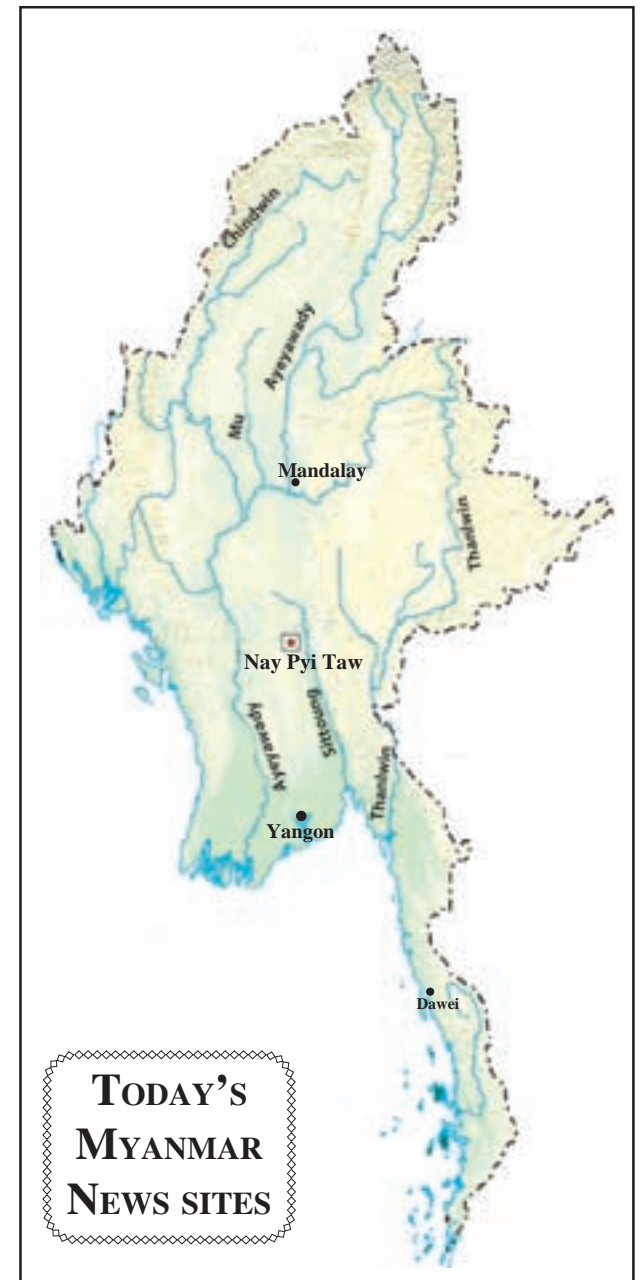 Chindwin
Ayeyawady
Mu
Mandalay
Thanlwin
Nay Pyi Taw
Ayeyawady
Sittoung
Thanlwin
Yangon
Dawei
TODAY'S
MYANMAR
NEWS SITES